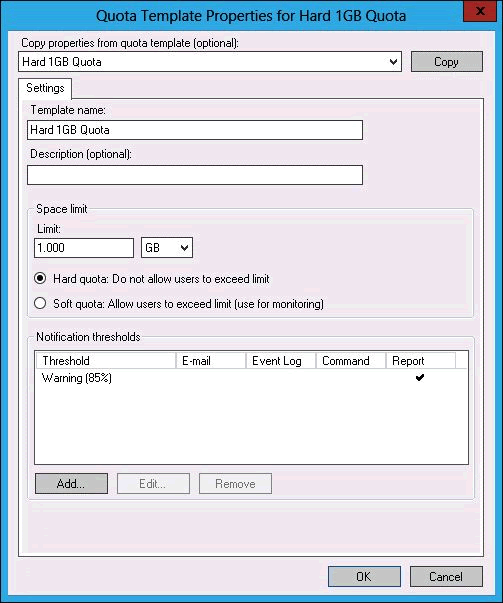 Quota Template Properties for Hard 1GB Quota
x
Copy properties from quota template (optional):
Hard 1GB Quota
Copy
Settings
Template name:
Hard 1GB Quota
Description (optional):
Space limit
Limit:
1.000 GB
Hard quota: Do not allow users to exceed limit
Soft quota: Allow users to exceed limit (use for monitoring)
Notification thresholds
Threshold E-mail Event Log Command Report
Warning (85%)
Add... Edit... Remove
OK Cancel